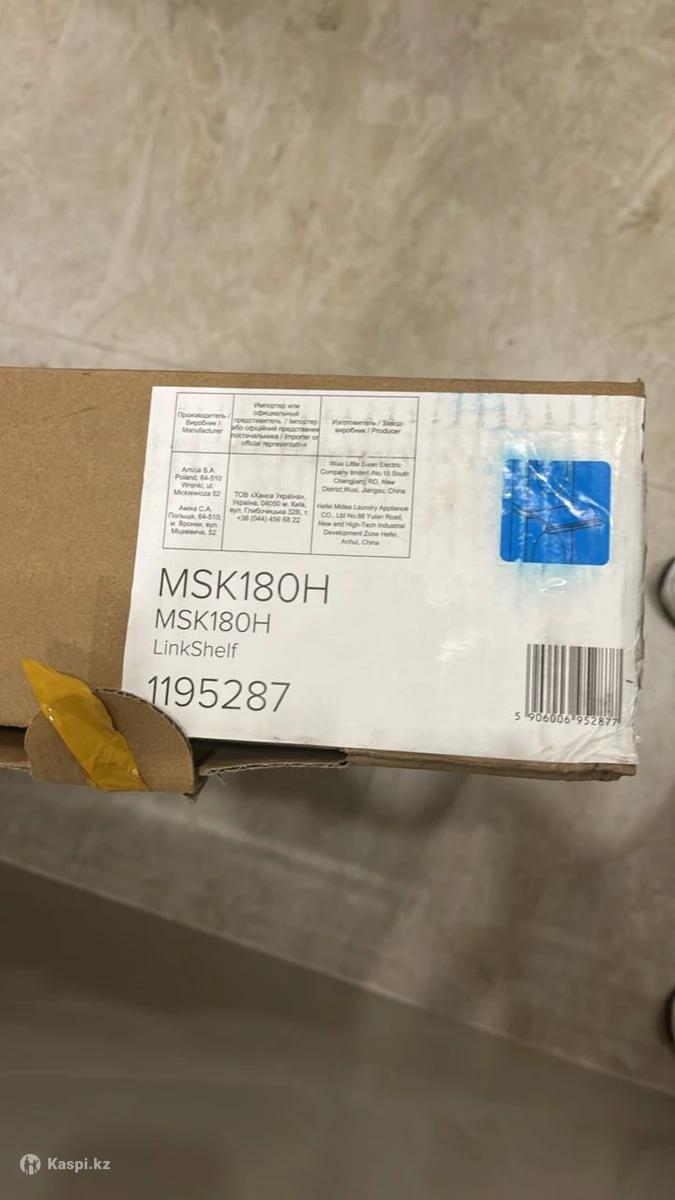 Производитель /
Виробник /
Manufacturer
Импортер или
официальный
представитель / Імпортер
або офіційний представник
постачальника / Importer or
official representative
Изготовитель / Завод-
виробник / Producer
Amica S.A.
Poland, 64-510
Wronki, ul.
Mickiewicza 52
Аміка С.А.
Польща, 64-510;
м. Вронки, вул.
Міцкевича, 52
ТОВ «Ханса Україна»,
Україна, 04050 м. Київ,
вул. Глибочицька 32В, т.
+38 (044) 456 68 22
Wuxi Little Swan Electric
Company limited /No.18 South
Changjiang RD, New
District,Wuxi, Jiangsu, China
Hefei Midea Laundry Appliance
CO., Ltd No.88 Yulan Road,
New and High-Tech Industrial
Development Zone Hefei,
Anhui, China
MSK180H
MSK180H
LinkShelf
1195287
5 906006 952877
Kaspi.kz